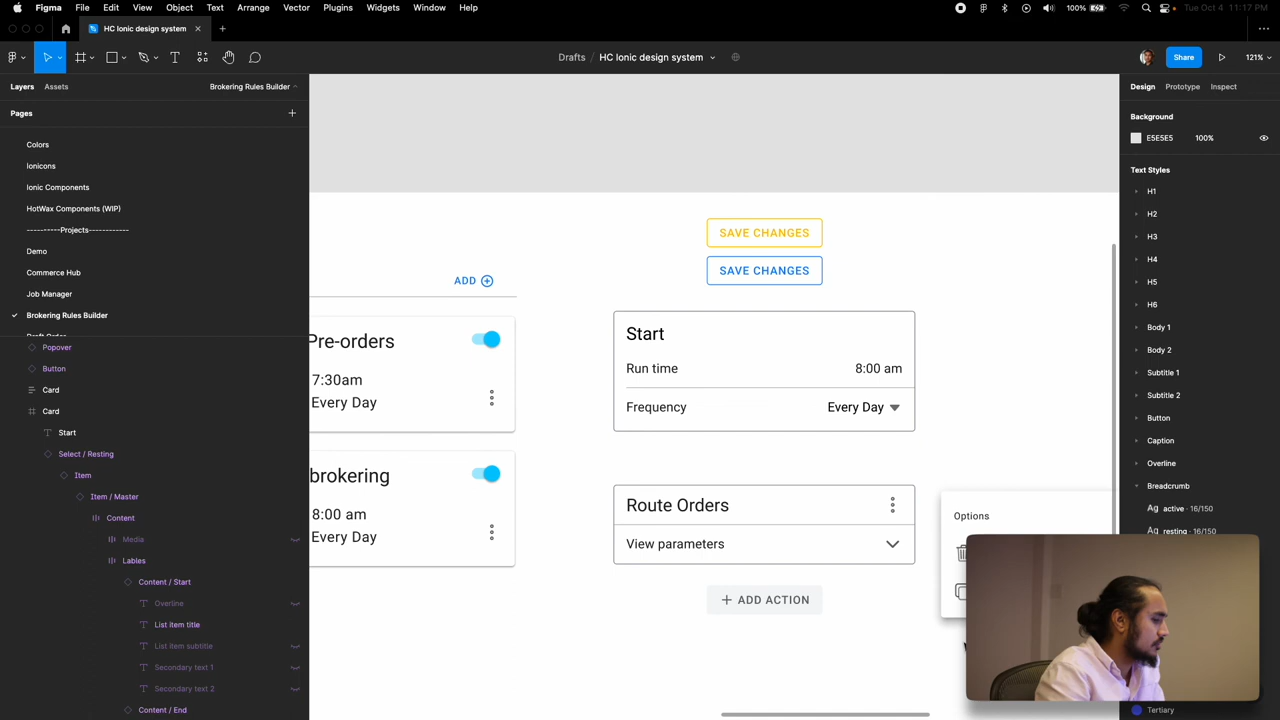 Figma File Edit View Object Text Arrange Vector Plugins Widgets Window Help
100% Tue Oct 4 11:17 PM
HC Ionic design system
Drafts / HC Ionic design system
Share
121%
Layers Assets Brokering Rules Builder
Pages
Colors
Ionicons
Ionic Components
HotWax Components (WIP)
----------Projects------------
Demo
Commerce Hub
Job Manager
Brokering Rules Builder
Popover
Button
Card
Card
Start
Select / Resting
Item
Item / Master
Content
Media
Lables
Content / Start
Overline
List item title
List item subtitle
Secondary text 1
Secondary text 2
Content / End
ADD
Pre-orders
7:30am
Every Day
brokering
8:00 am
Every Day
SAVE CHANGES
SAVE CHANGES
Start
Run time 8:00 am
Frequency Every Day
Route Orders
View parameters
ADD ACTION
Options
Design Prototype Inspect
Background
E5E5E5 100%
Text Styles
H1
H2
H3
H4
H5
H6
Body 1
Body 2
Subtitle 1
Subtitle 2
Button
Caption
Overline
Breadcrumb
Ag active · 16/150
Ag resting · 16/150
Tertiary